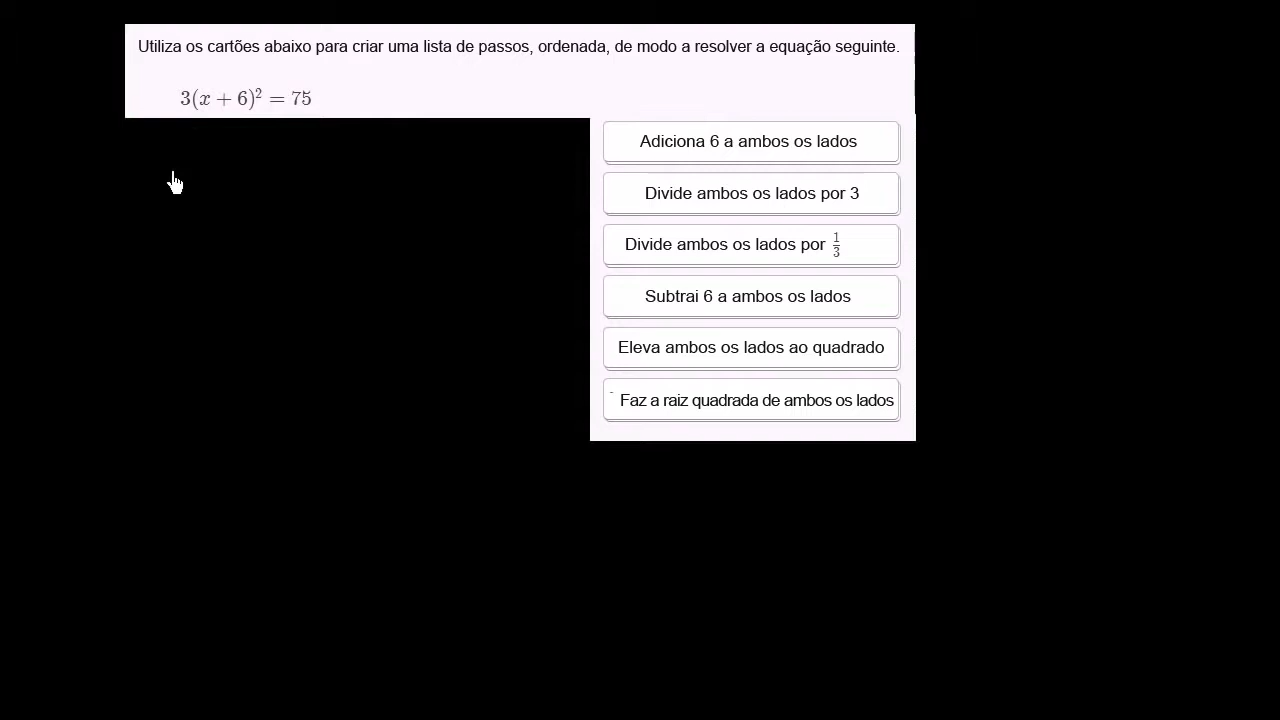 Utiliza os cartões abaixo para criar uma lista de passos, ordenada, de modo a resolver a equação seguinte.
3(x + 6)² = 75
Adiciona 6 a ambos os lados
Divide ambos os lados por 3
Divide ambos os lados por 1/3
Subtrai 6 a ambos os lados
Eleva ambos os lados ao quadrado
Faz a raiz quadrada de ambos os lados